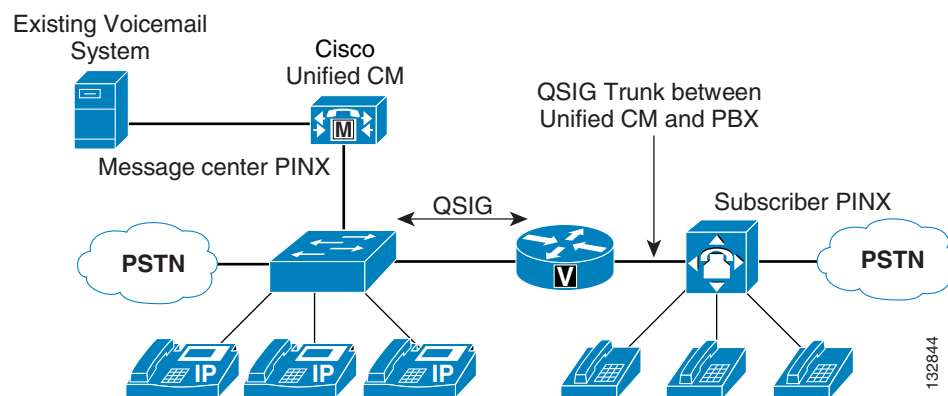 Existing Voicemail
System
Cisco
Unified CM
M
QSIG Trunk between
Unified CM and PBX
Message center PINX
QSIG
Subscriber PINX
PSTN
V
PSTN
IP
IP
IP
132844